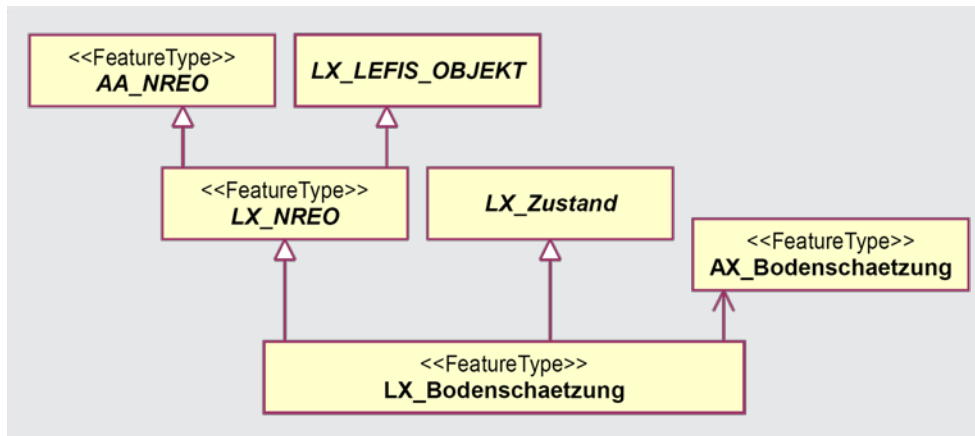 <<FeatureType>>
AA_NREO
LX_LEFIS_OBJEKT
<<FeatureType>>
LX_NREO
LX_Zustand
<<FeatureType>>
AX_Bodenschaetzung
<<FeatureType>>
LX_Bodenschaetzung